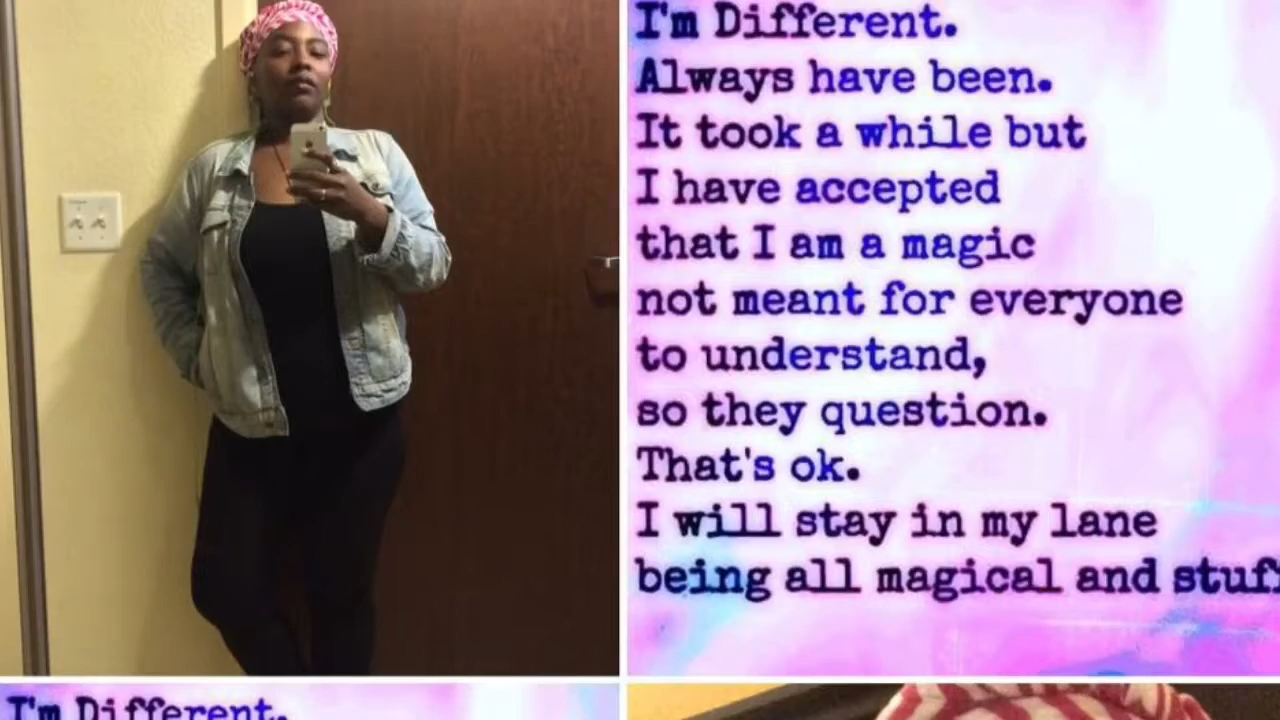 I'm Different.
Always have been.
It took a while but
I have accepted
that I am a magic
not meant for everyone
to understand,
so they question.
That's ok.
I will stay in my lane
being all magical and stuff
I'm Different.